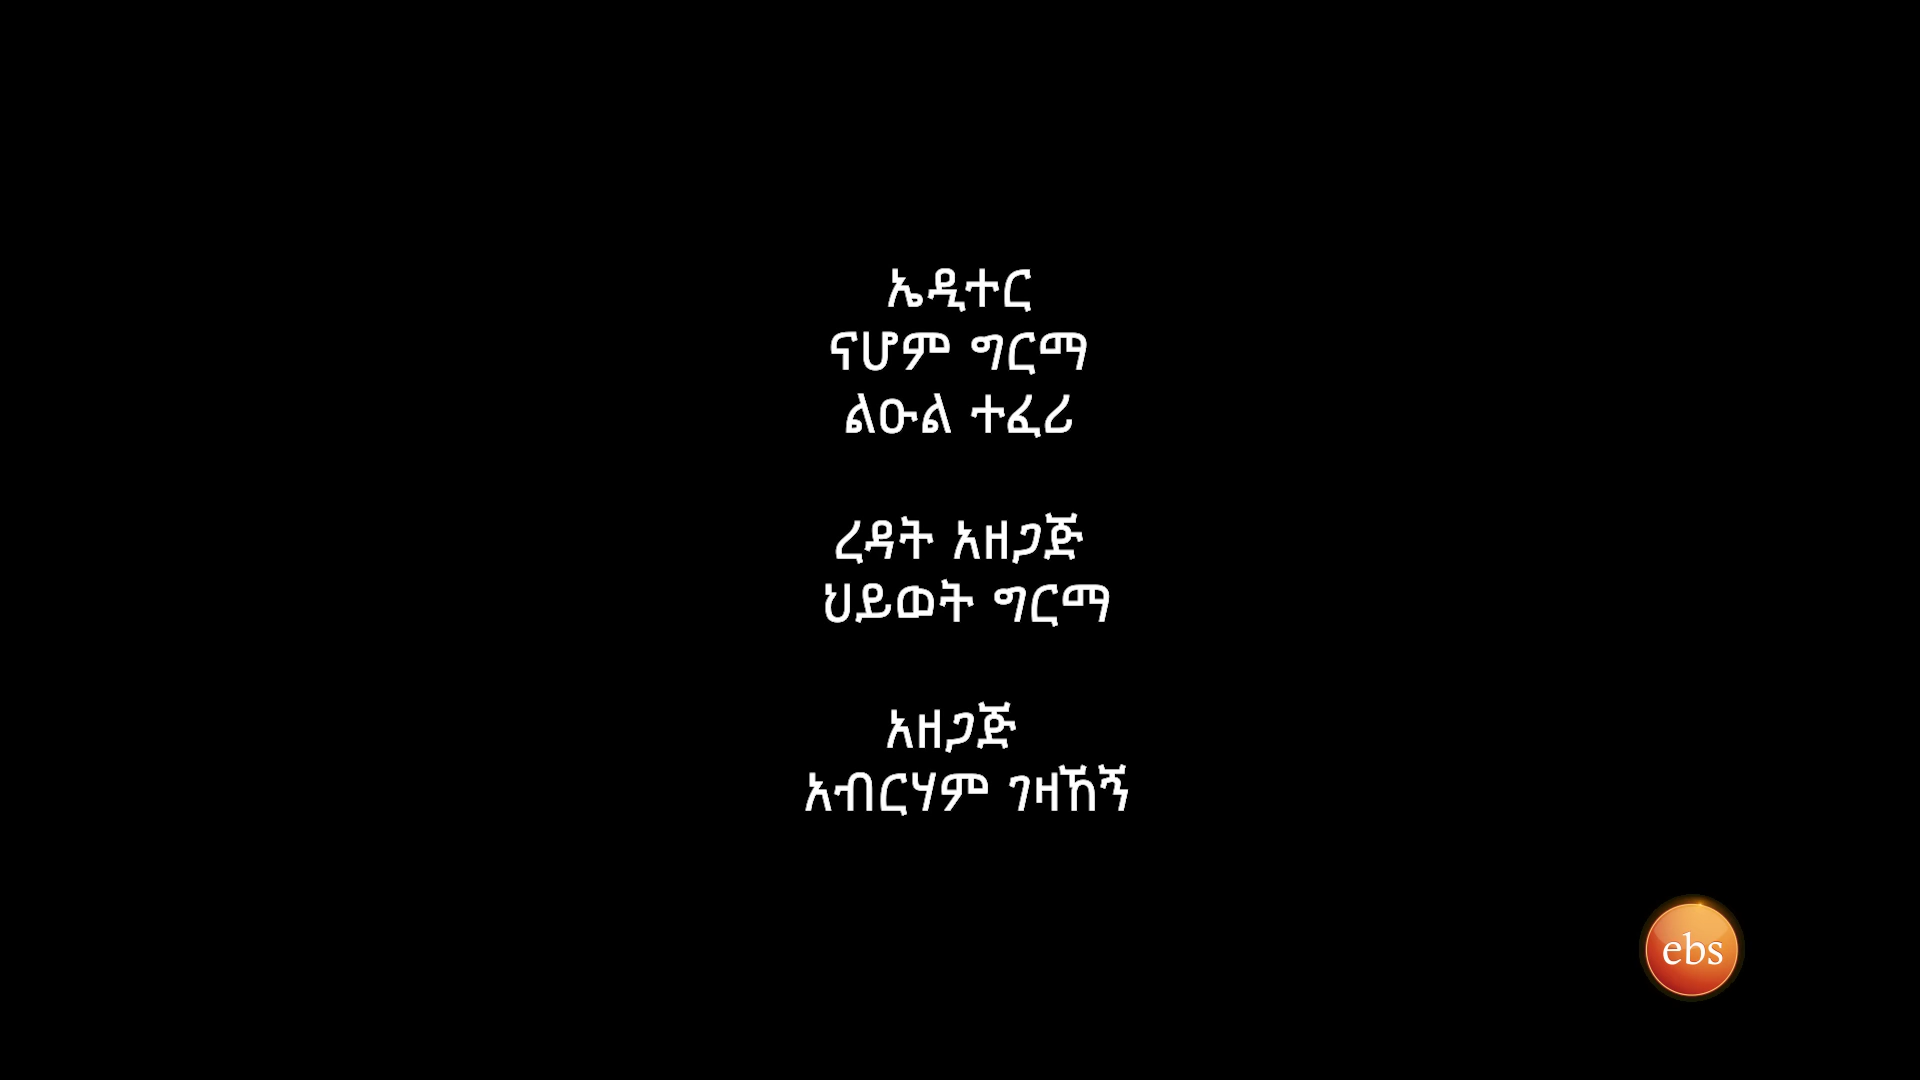 ኤዲተር
ናሆም ግርማ
ልዑል ተፈሪ
ረዳት አዘጋጅ
ህይወት ግርማ
አዘጋጅ
አብርሃም ገዛኸኝ
ebs